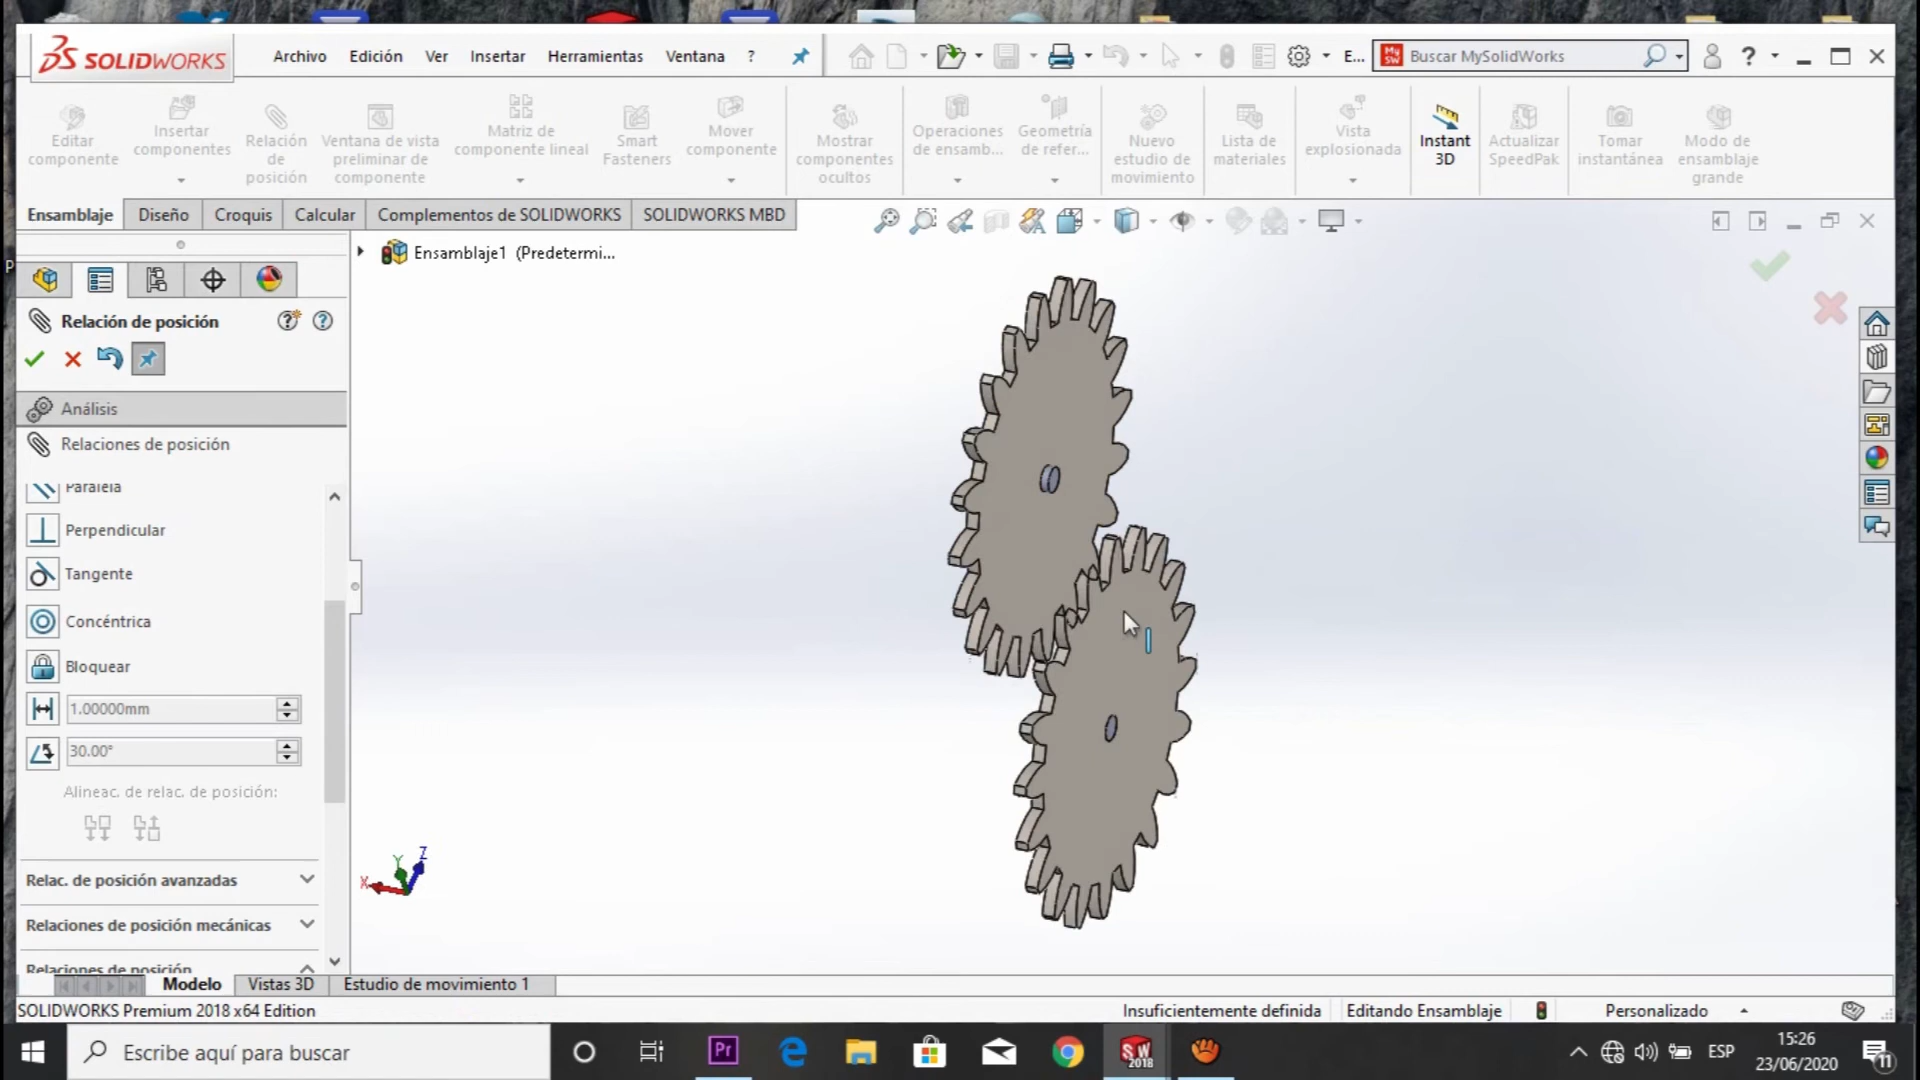 SOLIDWORKS
Archivo Edición Ver Insertar Herramientas Ventana ? E... Buscar MySolidWorks ?
Editar componente
Insertar componentes
Relación de posición
Ventana de vista preliminar de componente
Matriz de componente lineal
Smart Fasteners
Mover componente
Mostrar componentes ocultos
Operaciones de ensamb...
Geometría de refer...
Nuevo estudio de movimiento
Lista de materiales
Vista explosionada
Instant 3D
Actualizar SpeedPak
Tomar instantánea
Modo de ensamblaje grande
Ensamblaje Diseño Croquis Calcular Complementos de SOLIDWORKS SOLIDWORKS MBD
Ensamblaje1 (Predetermi...
Relación de posición
Análisis
Relaciones de posición
Paralela
Perpendicular
Tangente
Concéntrica
Bloquear
1.00000mm
30.00°
Alineac. de relac. de posición:
Relac. de posición avanzadas
Relaciones de posición mecánicas
Relaciones de posición
X Y Z
Modelo Vistas 3D Estudio de movimiento 1
SOLIDWORKS Premium 2018 x64 Edition Insuficientemente definida Editando Ensamblaje Personalizado
Escribe aquí para buscar
Pr
SW 2018
ESP
15:26
23/06/2020
11